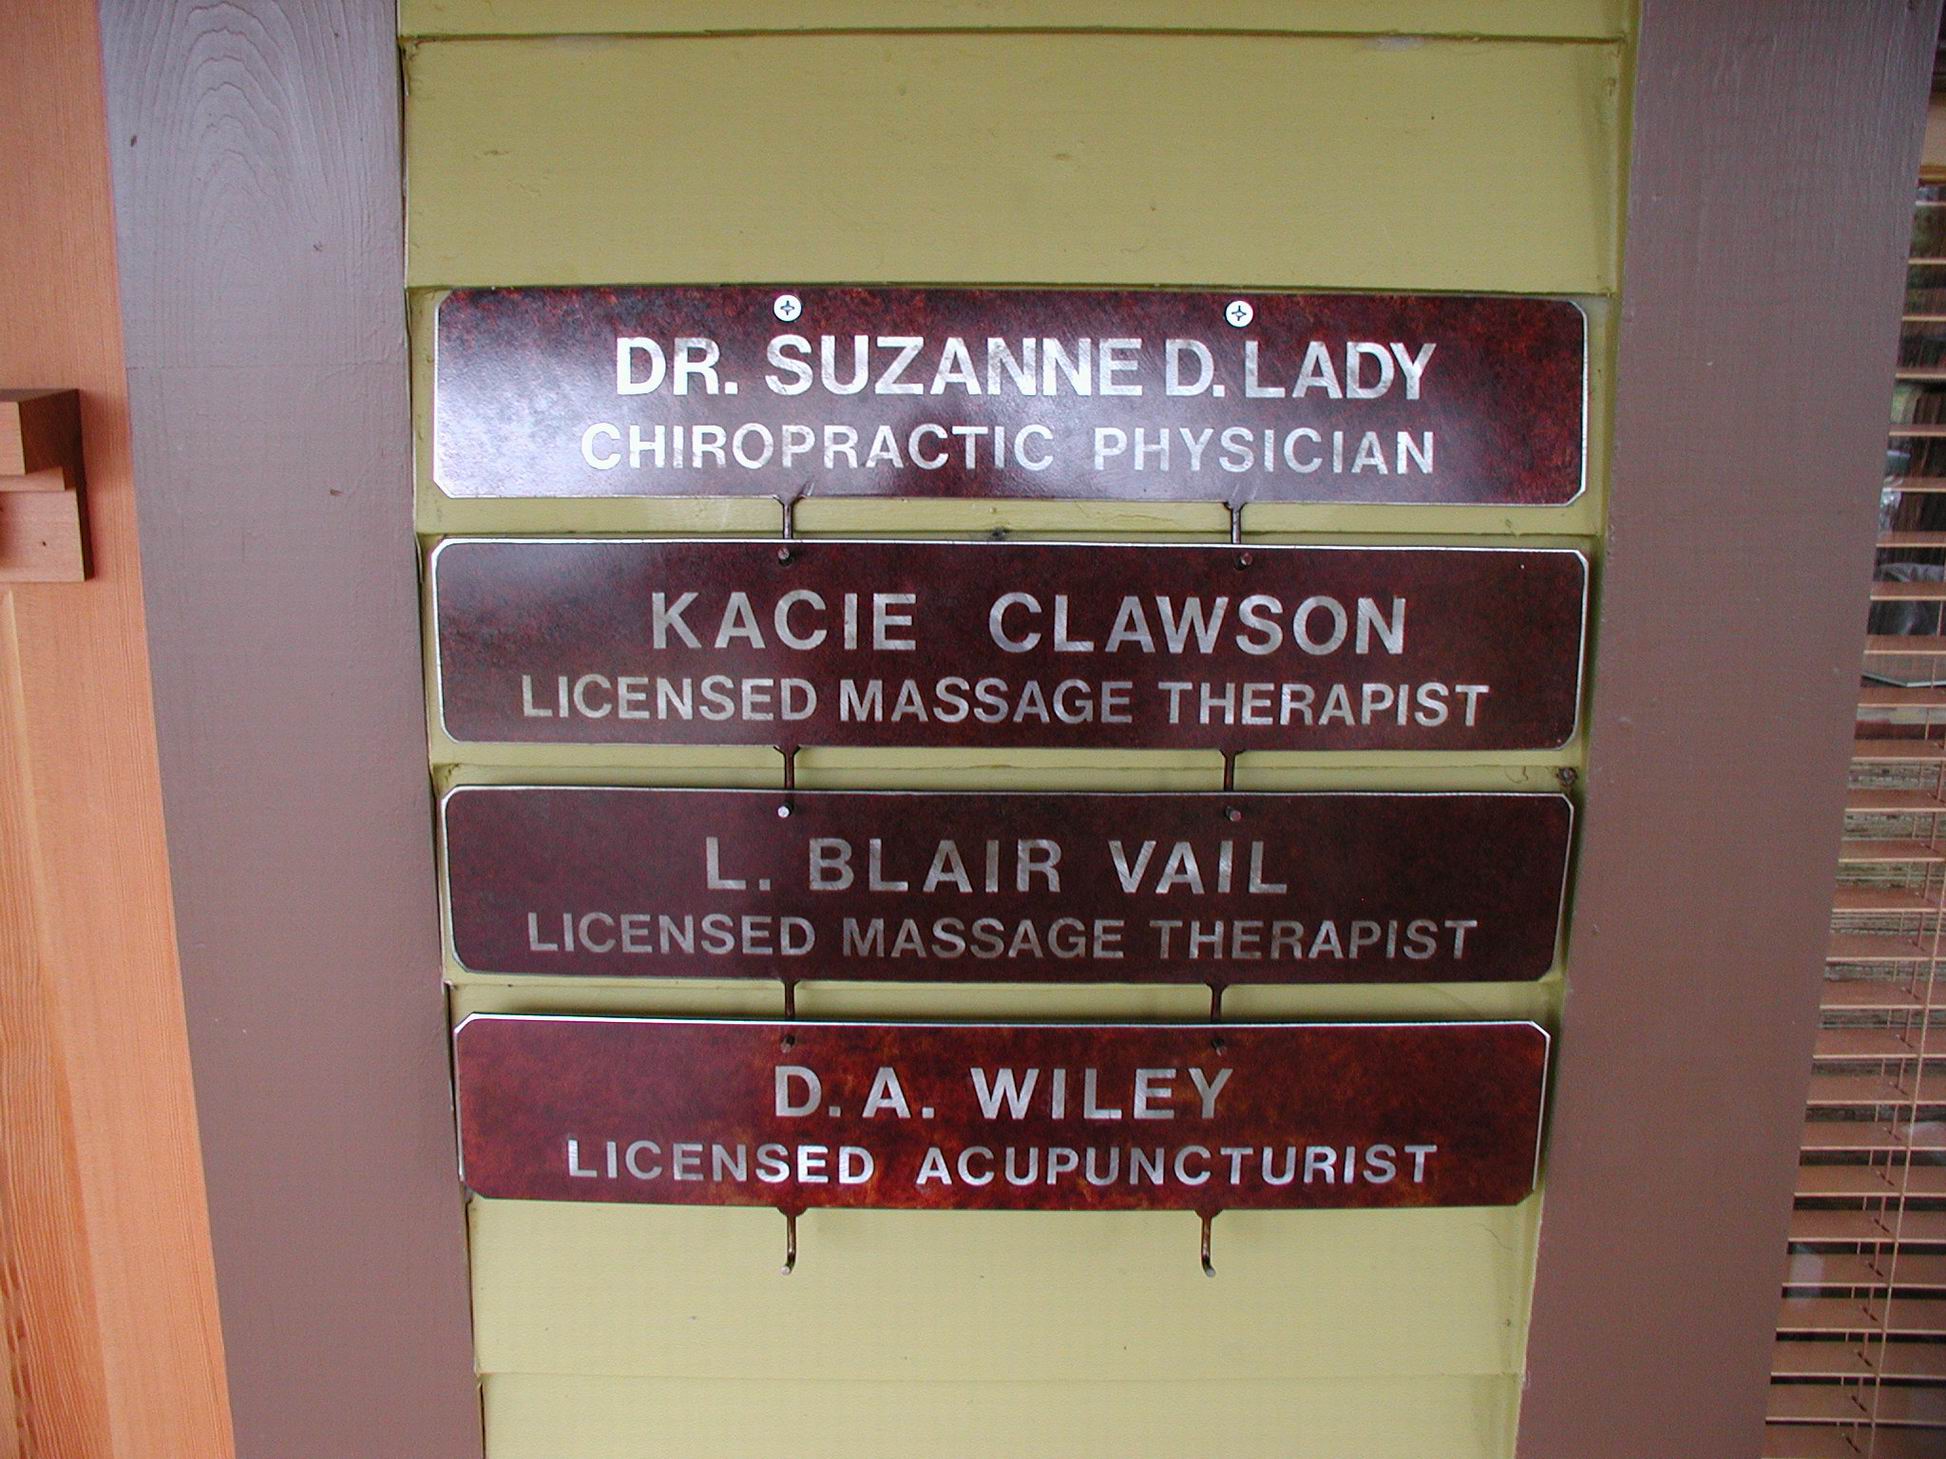 DR. SUZANNE D. LADY
CHIROPRACTIC PHYSICIAN
KACIE CLAWSON
LICENSED MASSAGE THERAPIST
L. BLAIR VAIL
LICENSED MASSAGE THERAPIST
D. A. WILEY
LICENSED ACUPUNCTURIST